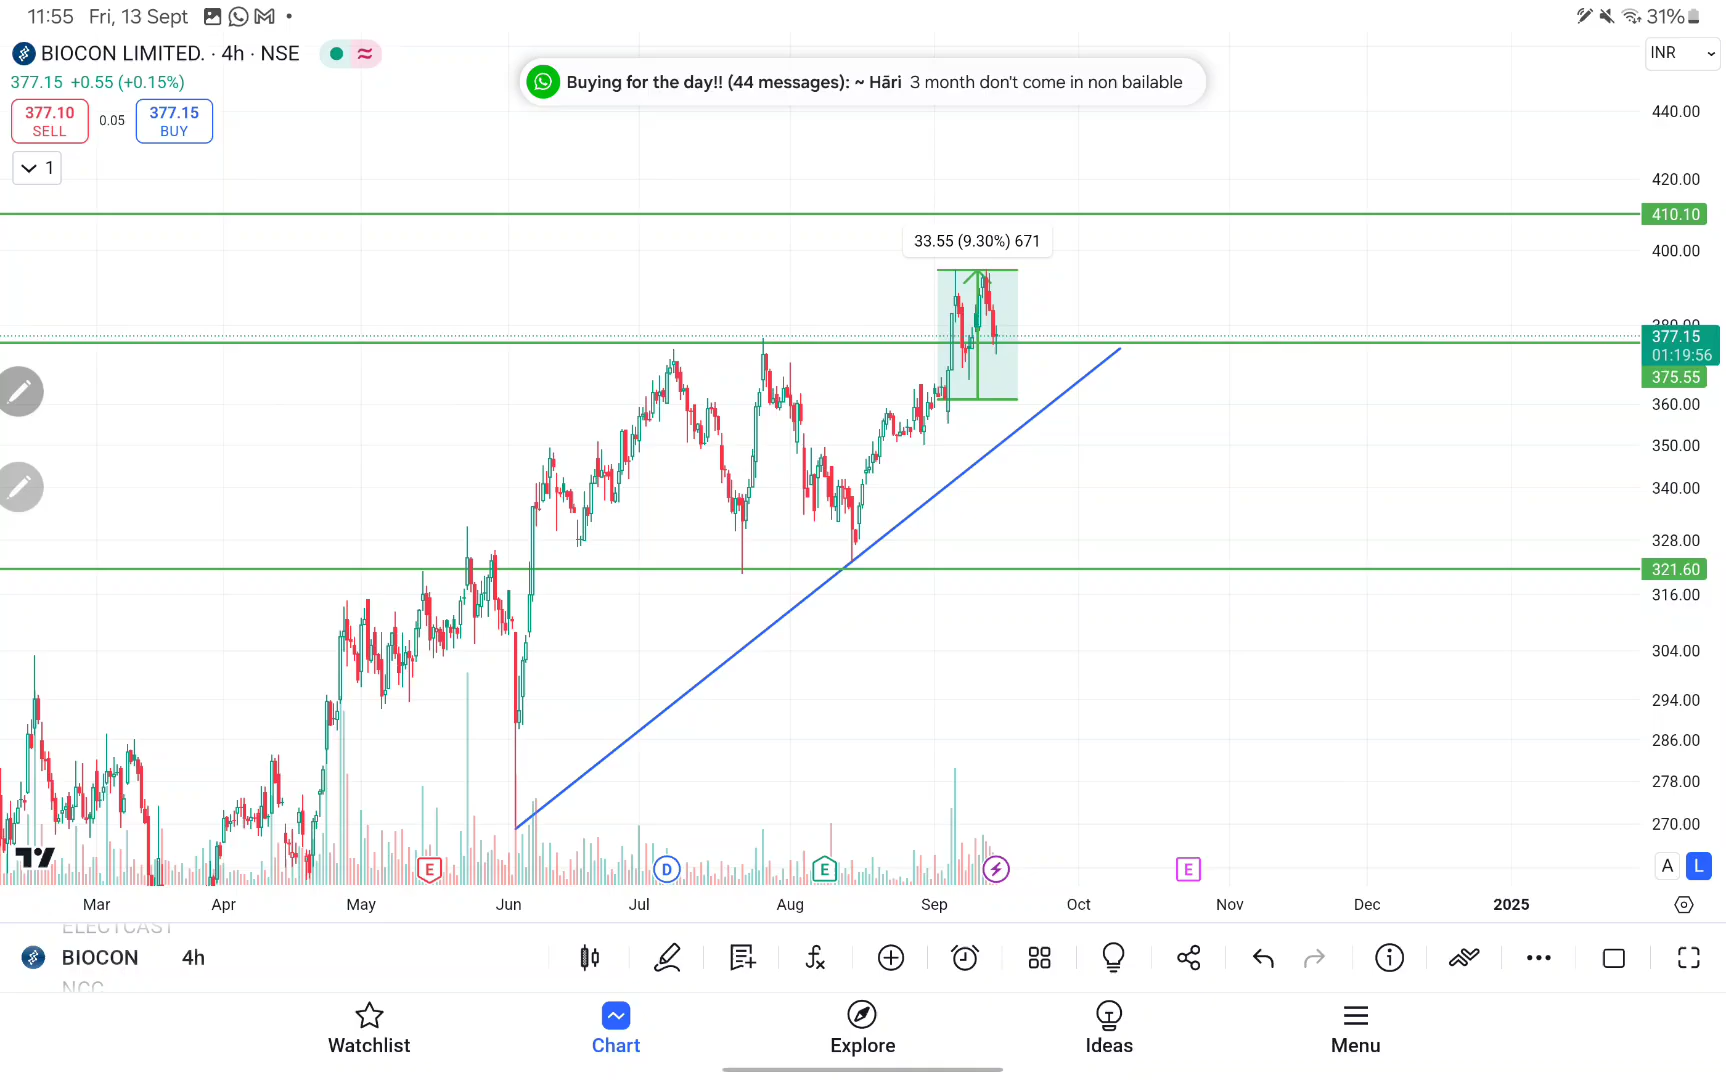 11:55 Fri, 13 Sept
31%
BIOCON LIMITED. · 4h · NSE
INR
377.15 +0.55 (+0.15%)
Buying for the day!! (44 messages): ~ Hāri 3 month don't come in non bailable
377.10
SELL
0.05
377.15
BUY
1
440.00
420.00
410.10
33.55 (9.30%) 671
400.00
380.00
377.15
01:19:56
375.55
360.00
350.00
340.00
328.00
321.60
316.00
304.00
294.00
286.00
278.00
270.00
E
D
E
E
A
L
Mar
Apr
May
Jun
Jul
Aug
Sep
Oct
Nov
Dec
2025
ELECTCAST
BIOCON 4h
NCC
Watchlist
Chart
Explore
Ideas
Menu